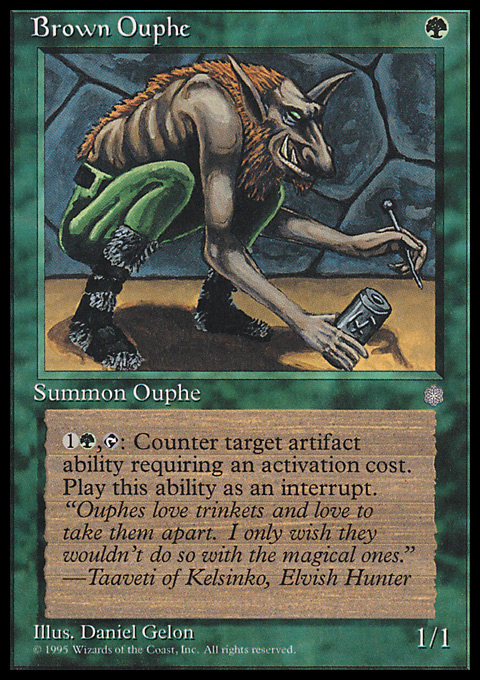 Brown Ouphe
Summon Ouphe
1, : Counter target artifact
ability requiring an activation cost.
Play this ability as an interrupt.
“Ouphes love trinkets and love to
take them apart. I only wish they
wouldn’t do so with the magical ones.”
—Taaveti of Kelsinko, Elvish Hunter
Illus. Daniel Gelon
1/1
© 1995 Wizards of the Coast, Inc. All rights reserved.